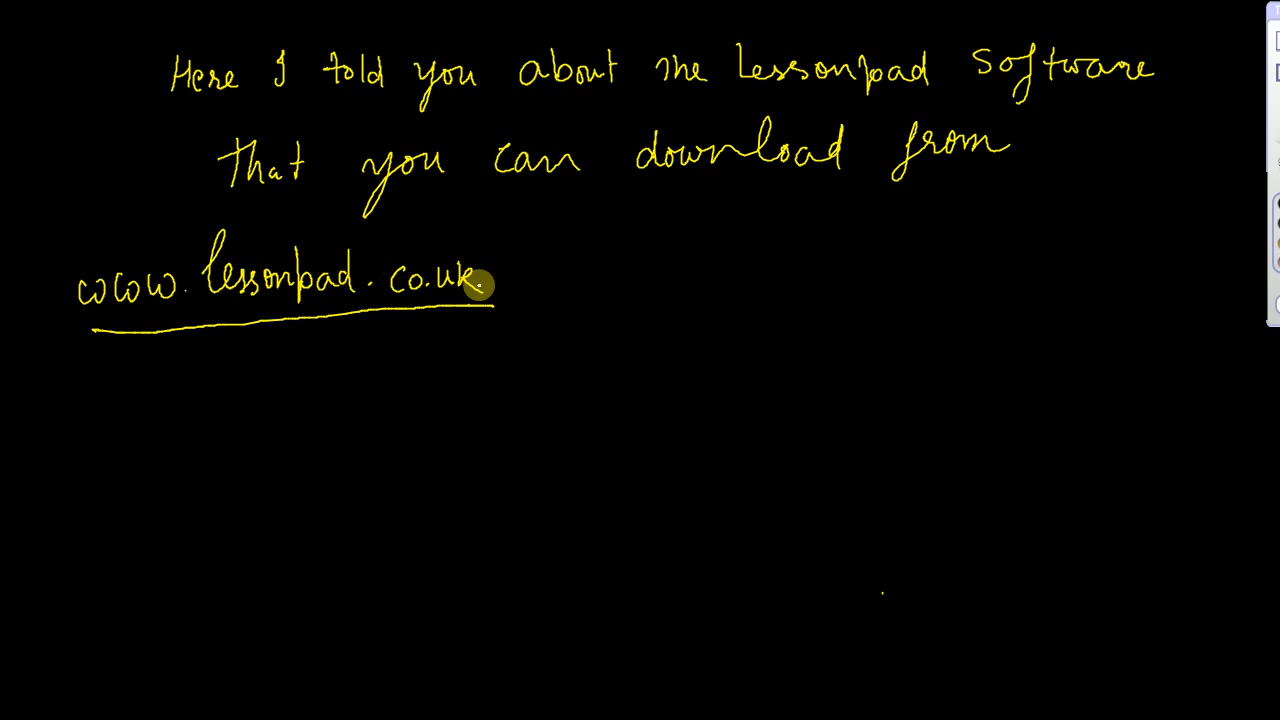 Here I told you about the Lessonpad Software
that you can download from
www.lessonpad.co.uk